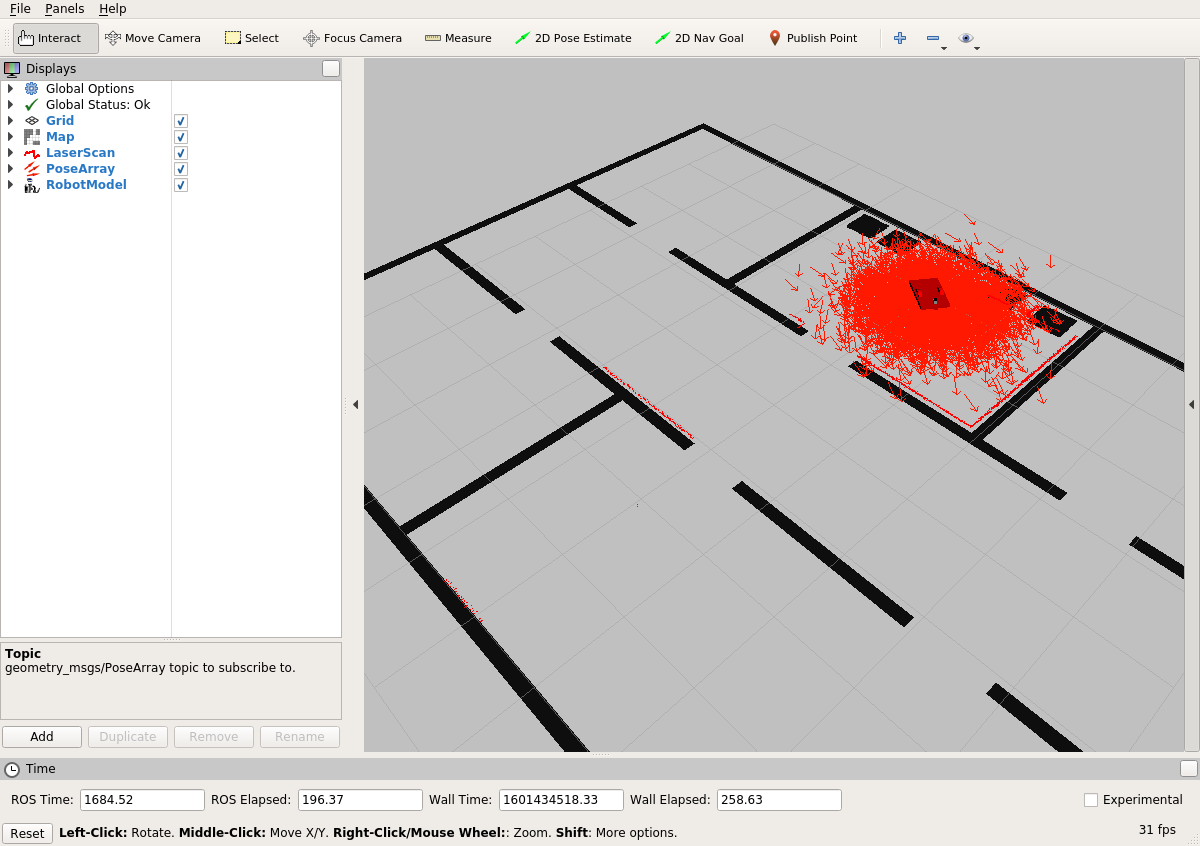 File Panels Help
Interact Move Camera Select Focus Camera Measure 2D Pose Estimate 2D Nav Goal Publish Point
Displays
Global Options
Global Status: Ok
Grid
Map
LaserScan
PoseArray
RobotModel
Topic
geometry_msgs/PoseArray topic to subscribe to.
Add Duplicate Remove Rename
Time
ROS Time: 1684.52 ROS Elapsed: 196.37 Wall Time: 1601434518.33 Wall Elapsed: 258.63 Experimental
Reset Left-Click: Rotate. Middle-Click: Move X/Y. Right-Click/Mouse Wheel:: Zoom. Shift: More options. 31 fps